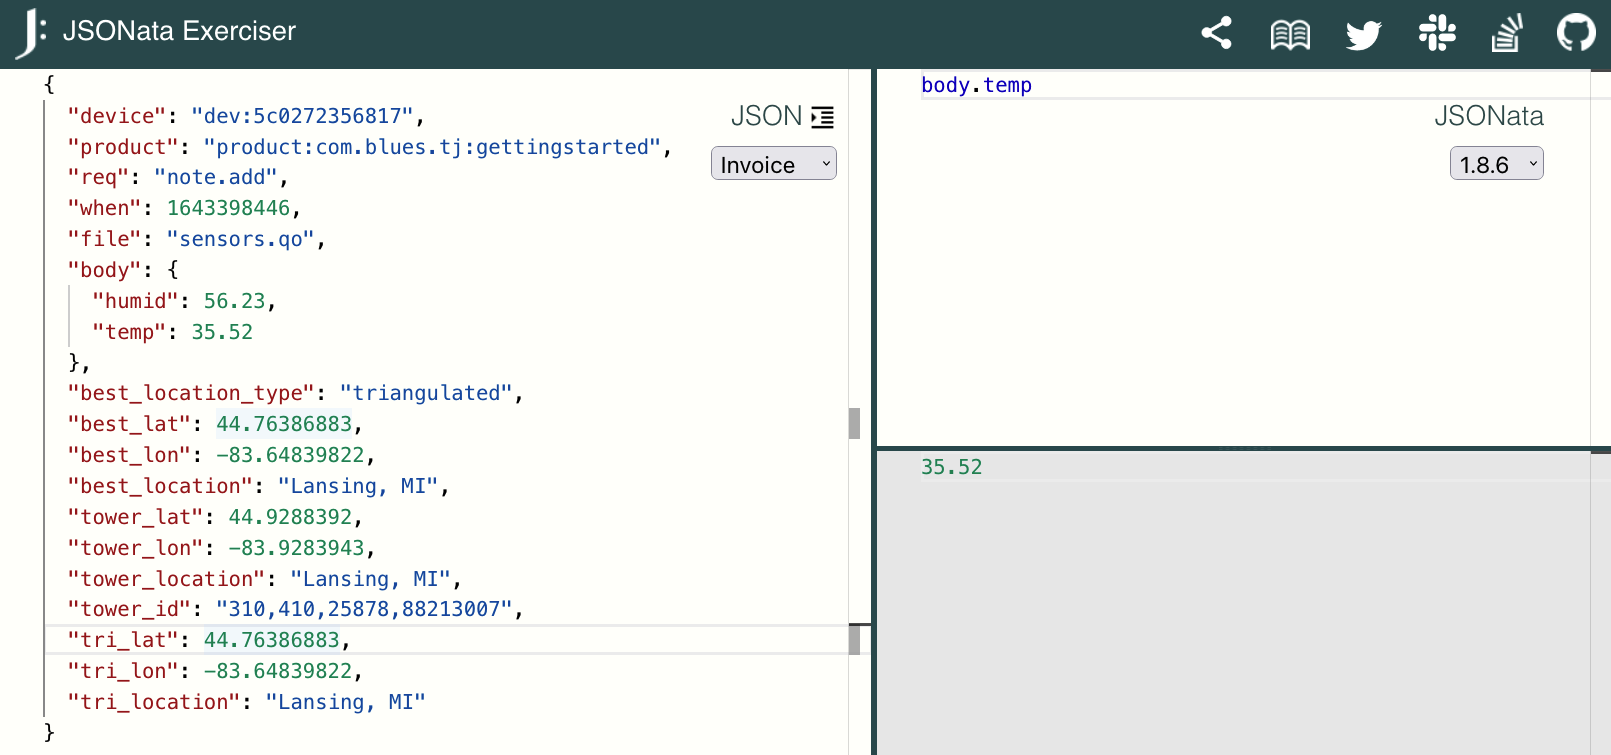 JSONata Exerciser
{
"device": "dev:5c0272356817",
"product": "product:com.blues.tj:gettingstarted",
"req": "note.add",
"when": 1643398446,
"file": "sensors.qo",
"body": {
"humid": 56.23,
"temp": 35.52
},
"best_location_type": "triangulated",
"best_lat": 44.76386883,
"best_lon": -83.64839822,
"best_location": "Lansing, MI",
"tower_lat": 44.9288392,
"tower_lon": -83.9283943,
"tower_location": "Lansing, MI",
"tower_id": "310,410,25878,88213007",
"tri_lat": 44.76386883,
"tri_lon": -83.64839822,
"tri_location": "Lansing, MI"
}
JSON
Invoice
body.temp
JSONata
1.8.6
35.52